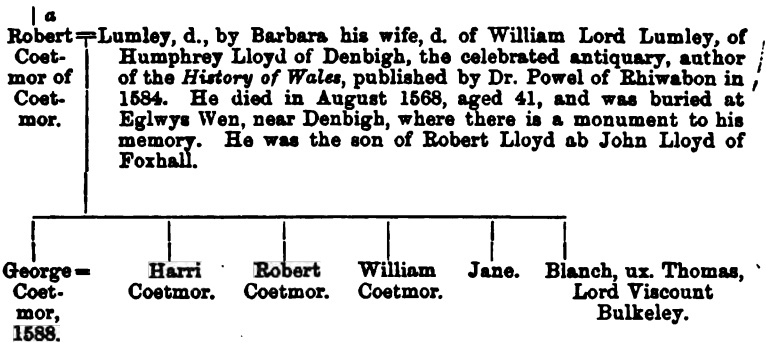 a
Robert=Lumley, d., by Barbara his wife, d. of William Lord Lumley, of
Coet- Humphrey Lloyd of Denbigh, the celebrated antiquary, author
mor of of the History of Wales, published by Dr. Powel of Rhiwabon in
Coet- 1584. He died in August 1568, aged 41, and was buried at
mor. Eglwys Wen, near Denbigh, where there is a monument to his
memory. He was the son of Robert Lloyd ab John Lloyd of
Foxhall.
George= Harri Robert William Jane. Blanch, ux. Thomas,
Coet- Coetmor. Coetmor. Coetmor. Lord Viscount
mor, Bulkeley.
1588.